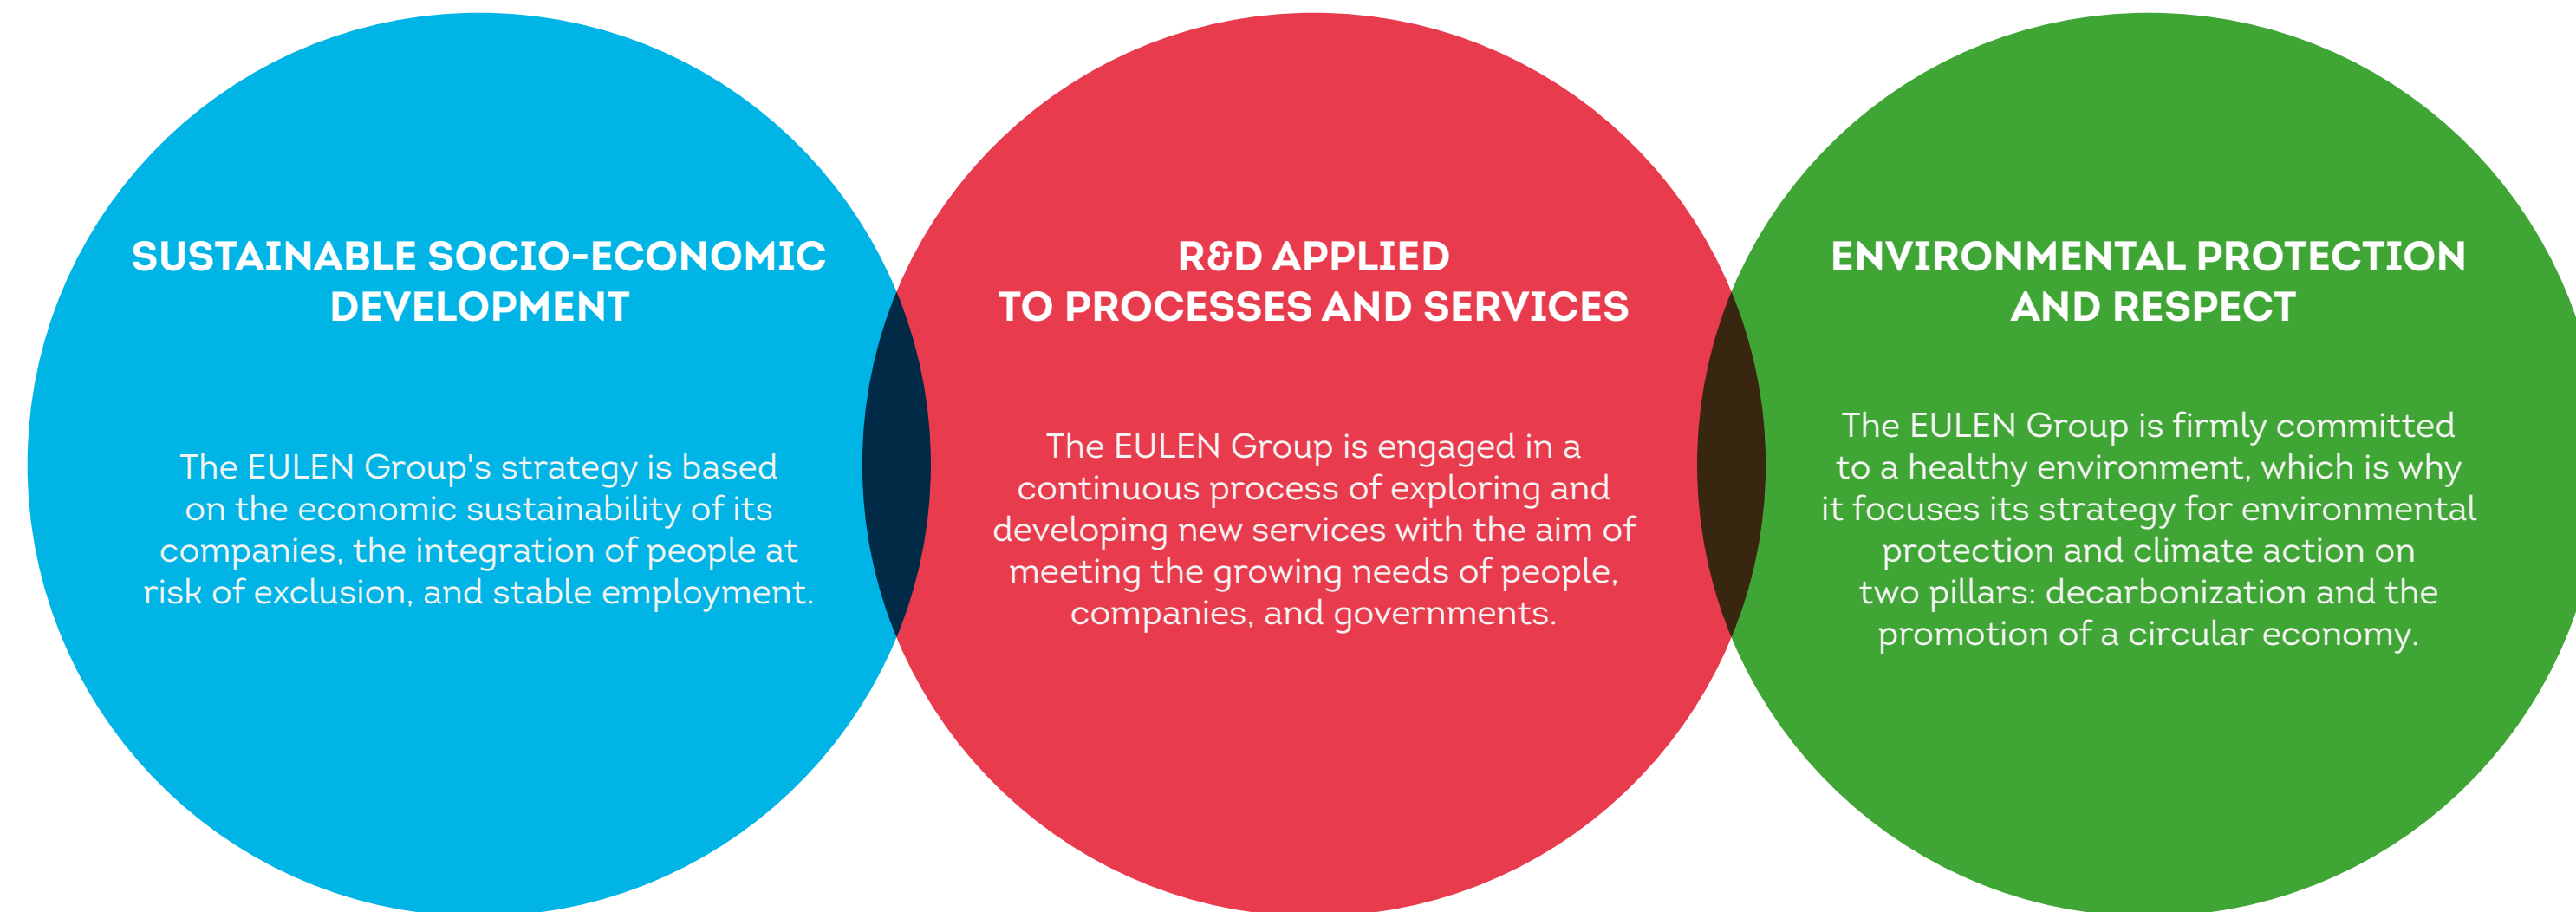 SUSTAINABLE SOCIO-ECONOMIC
DEVELOPMENT
The EULEN Group's strategy is based
on the economic sustainability of its
companies, the integration of people at
risk of exclusion, and stable employment.
R&D APPLIED
TO PROCESSES AND SERVICES
The EULEN Group is engaged in a
continuous process of exploring and
developing new services with the aim of
meeting the growing needs of people,
companies, and governments.
ENVIRONMENTAL PROTECTION
AND RESPECT
The EULEN Group is firmly committed
to a healthy environment, which is why
it focuses its strategy for environmental
protection and climate action on
two pillars: decarbonization and the
promotion of a circular economy.